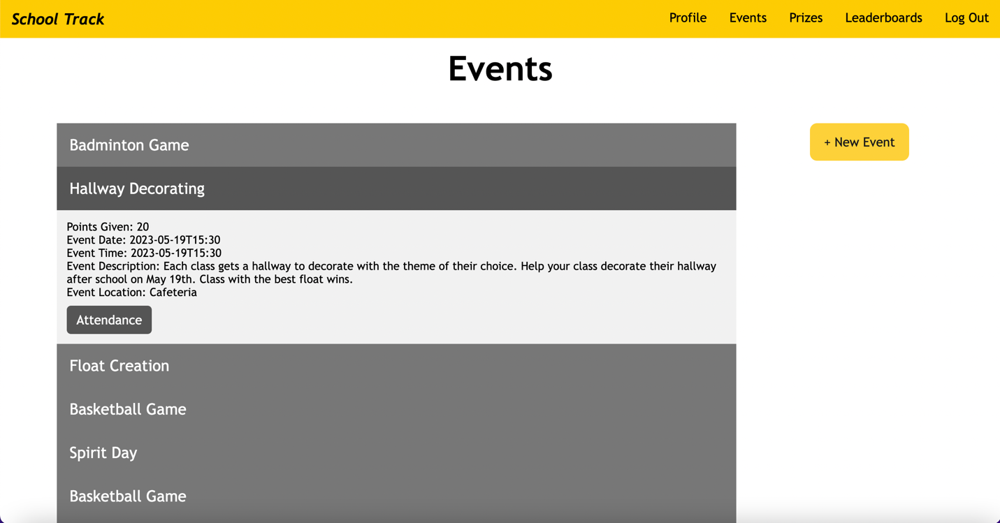 School Track
Profile
Events
Prizes
Leaderboards
Log Out
Events
Badminton Game
+ New Event
Hallway Decorating
Points Given: 20
Event Date: 2023-05-19T15:30
Event Time: 2023-05-19T15:30
Event Description: Each class gets a hallway to decorate with the theme of their choice. Help your class decorate their hallway
after school on May 19th. Class with the best float wins.
Event Location: Cafeteria
Attendance
Float Creation
Basketball Game
Spirit Day
Basketball Game